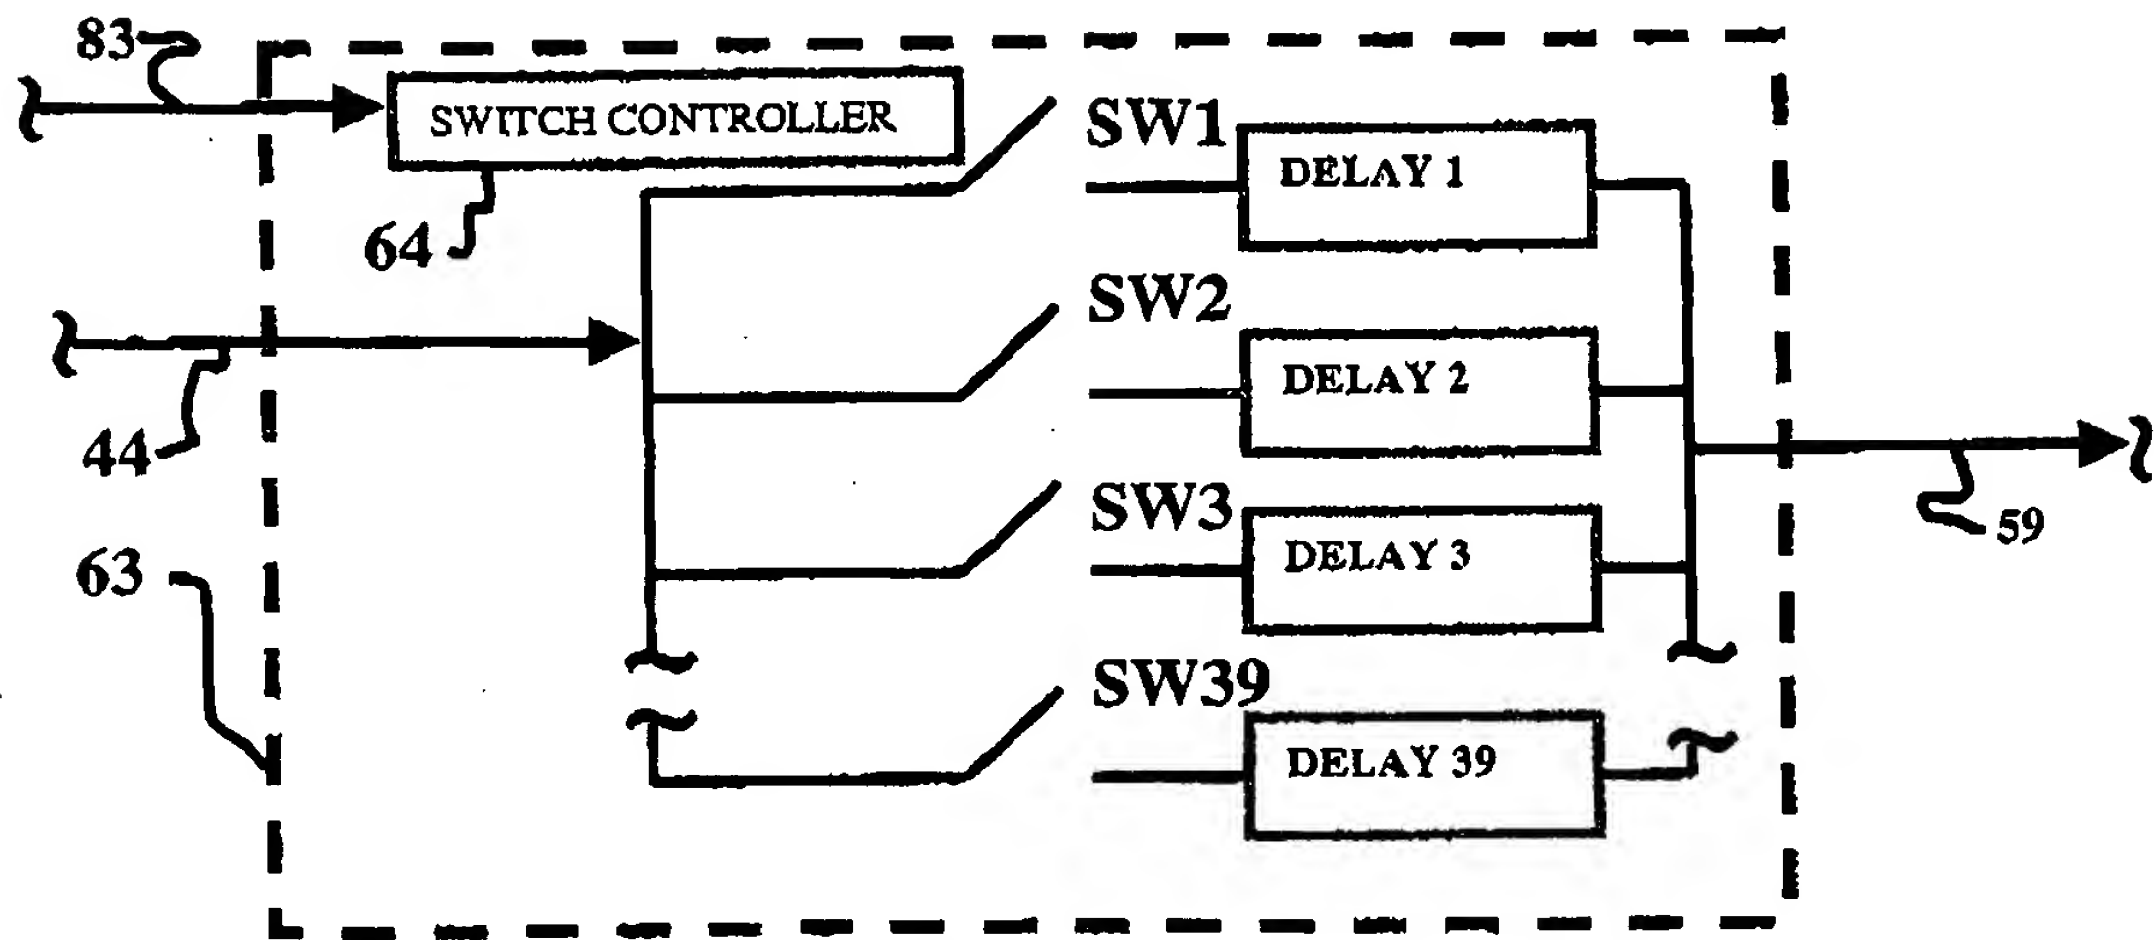 83
SWITCH CONTROLLER
SW1
DELAY 1
64
SW2
DELAY 2
44
SW3
DELAY 3
59
63
SW39
DELAY 39